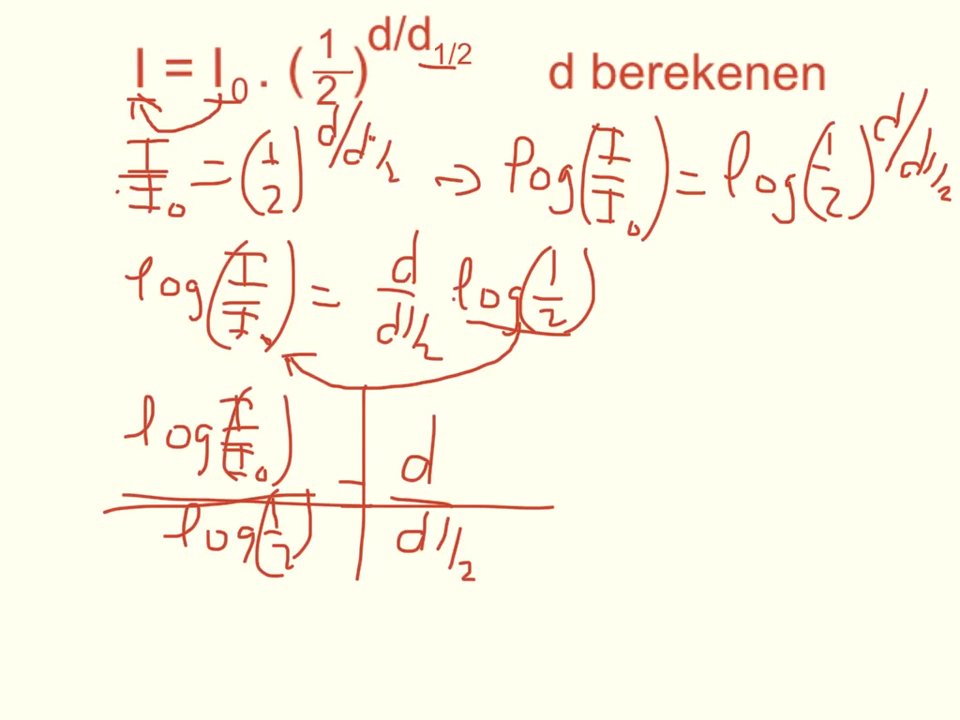 I = I₀ . (1/2)^d/d₁/₂ d berekenen
I/I₀ = (1/2)^d/d½ → log(I/I₀) = log(1/2)^d/d½
log(I/I₀) = d/d½ log(1/2)
log(I/I₀)/log(1/2) = d/d½